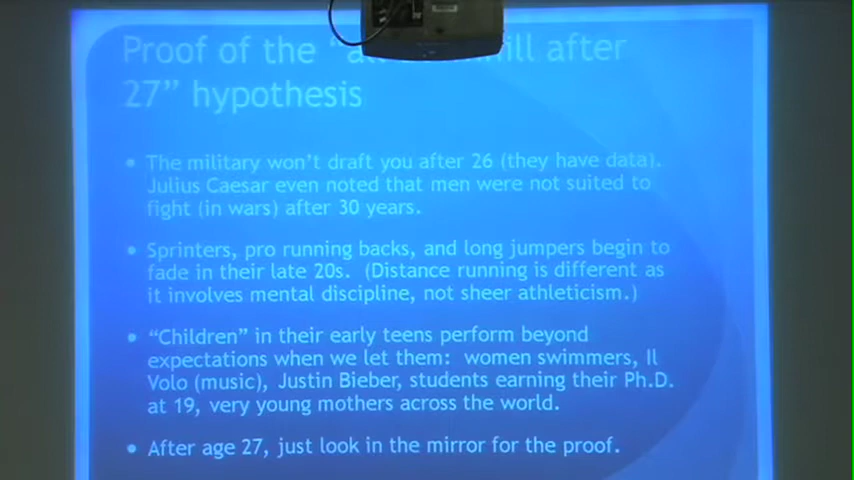 Proof of the "a ill after
27" hypothesis
• The military won't draft you after 26 (they have data).
Julius Caesar even noted that men were not suited to
fight (in wars) after 30 years.
• Sprinters, pro running backs, and long jumpers begin to
fade in their late 20s. (Distance running is different as
it involves mental discipline, not sheer athleticism.)
• "Children" in their early teens perform beyond
expectations when we let them: women swimmers, Il
Volo (music), Justin Bieber, students earning their Ph.D.
at 19, very young mothers across the world.
• After age 27, just look in the mirror for the proof.